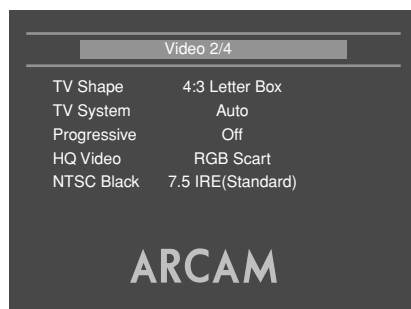 Video 2/4
TV Shape 4:3 Letter Box
TV System Auto
Progressive Off
HQ Video RGB Scart
NTSC Black 7.5 IRE(Standard)
ARCAM